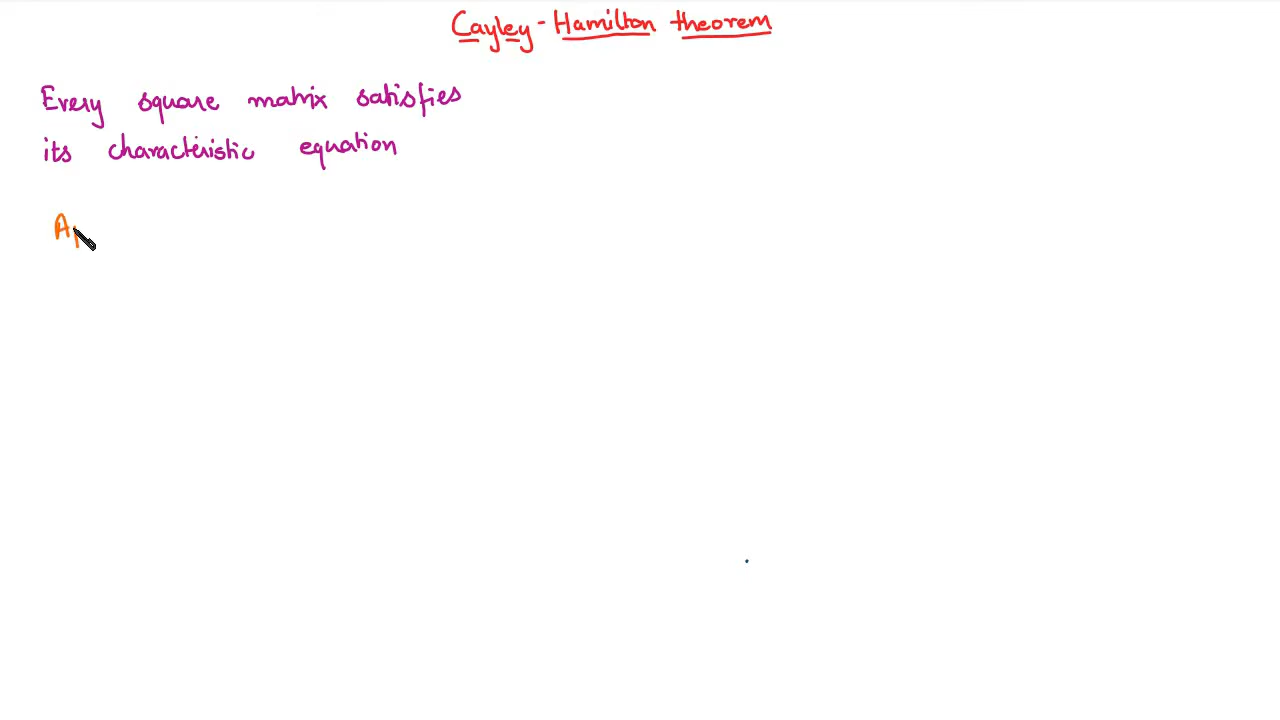 Cayley-Hamilton theorem
Every square matrix satisfies
its characteristic equation
A